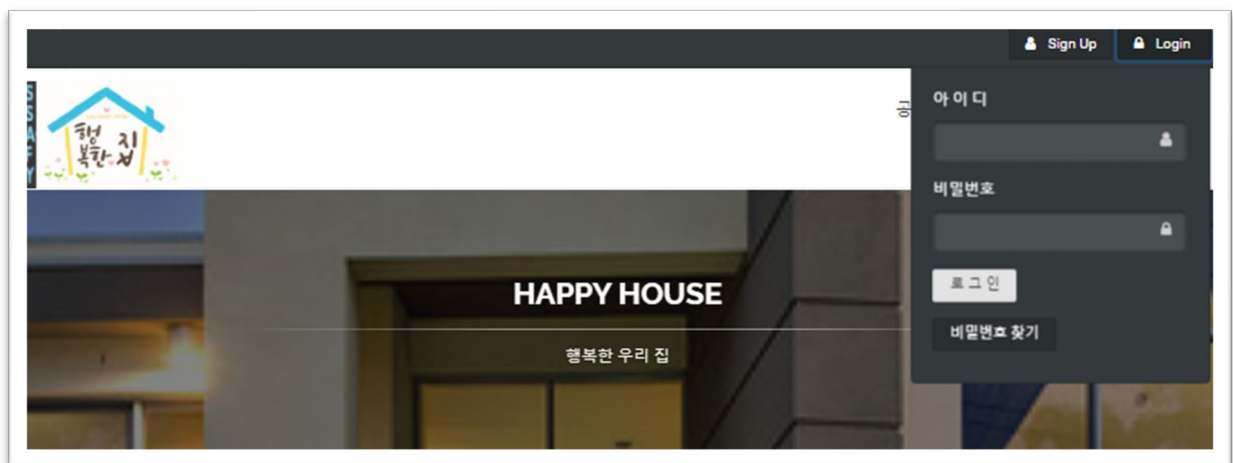 Sign Up
Login
SSAFY
행
복한 집
아이디
비밀번호
로그인
비밀번호 찾기
HAPPY HOUSE
행복한 우리 집